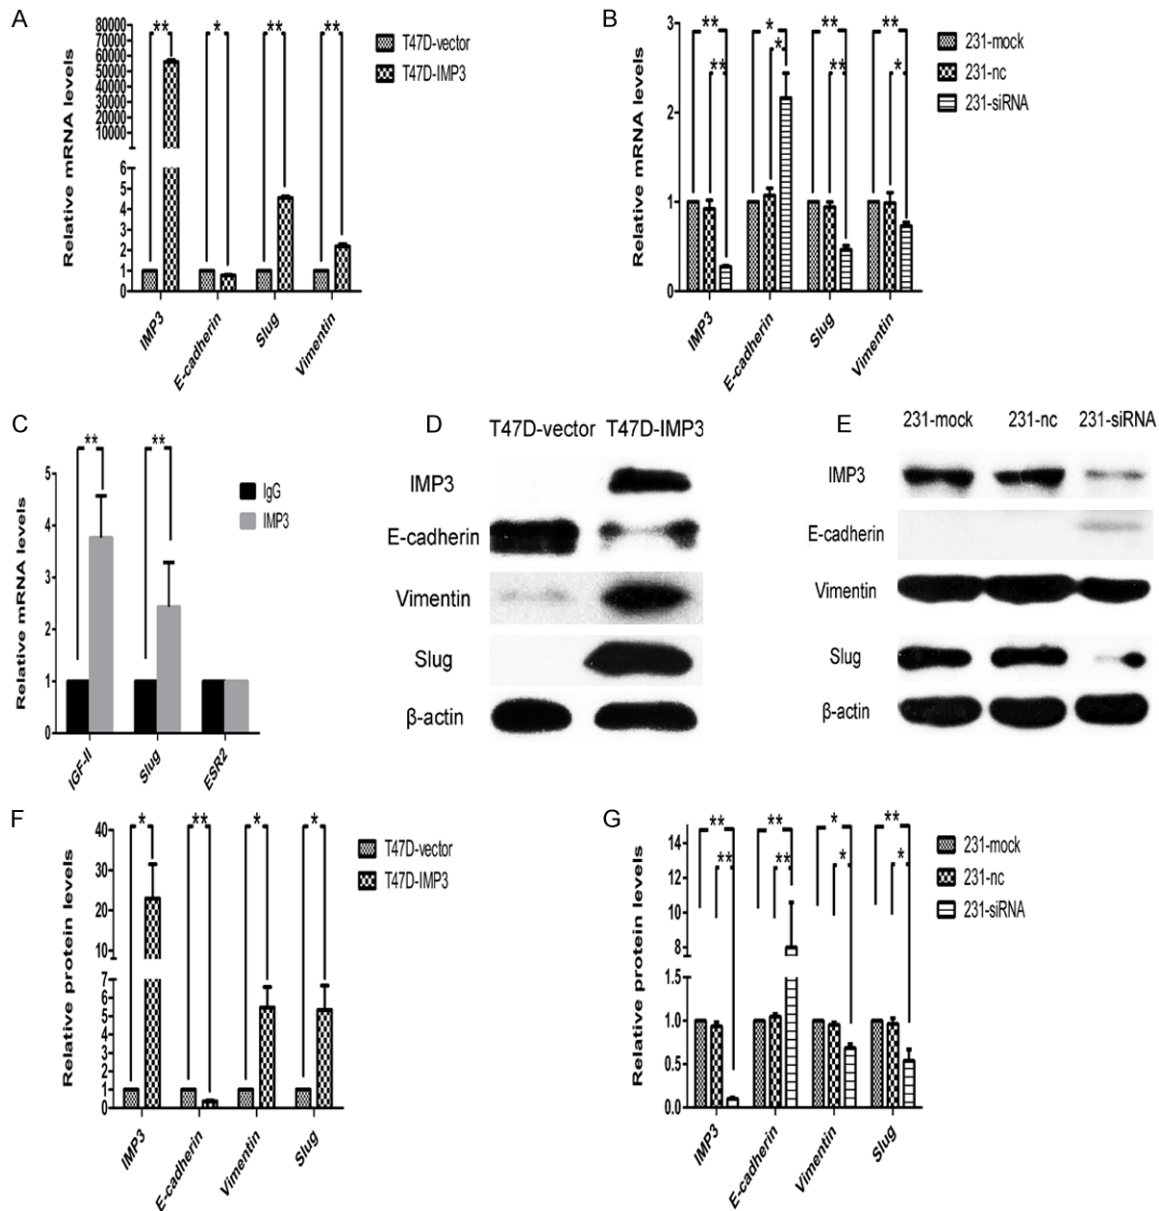 A
Relative mRNA levels
80000
70000
60000
50000
40000
30000
20000
10000
6
5
4
3
2
1
0
** * ** **
T47D-vector
T47D-IMP3
IMP3 E-cadherin Slug Vimentin
B
Relative mRNA levels
3
2
1
0
** * ** **
** * ** *
231-mock
231-nc
231-siRNA
IMP3 E-cadherin Slug Vimentin
C
Relative mRNA levels
5
4
3
2
1
0
** **
IgG
IMP3
IGF-II Slug ESR2
D
T47D-vector T47D-IMP3
IMP3
E-cadherin
Vimentin
Slug
β-actin
E
231-mock 231-nc 231-siRNA
IMP3
E-cadherin
Vimentin
Slug
β-actin
F
Relative protein levels
40
30
20
10
7
6
5
4
3
2
1
0
* ** * *
T47D-vector
T47D-IMP3
IMP3 E-cadherin Vimentin Slug
G
Relative protein levels
14
12
10
8
1.5
1.0
0.5
0.0
** ** * **
** ** * *
231-mock
231-nc
231-siRNA
IMP3 E-cadherin Vimentin Slug